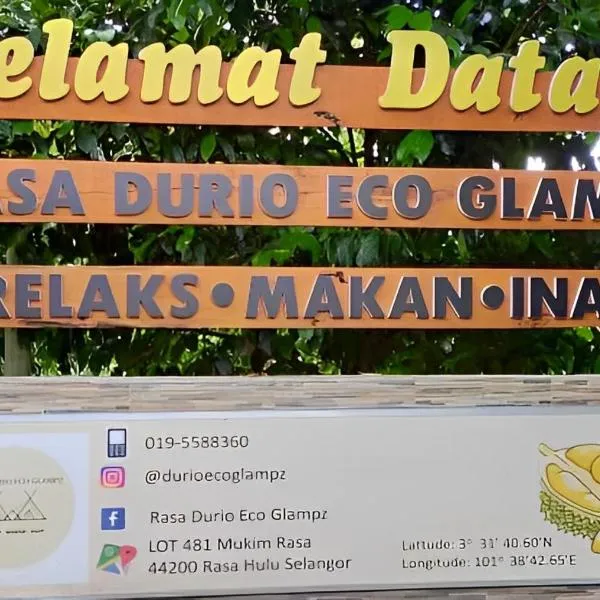 elamat Data
ASA DURIO ECO GLAM
RELAKS • MAKAN • INA
019-5588360
@durioecoglampz
Rasa Durio Eco Glampz
LOT 481 Mukim Rasa
44200 Rasa Hulu Selangor
Latitude: 3° 31' 40.60'N
Longitude: 101° 38'42.65'E